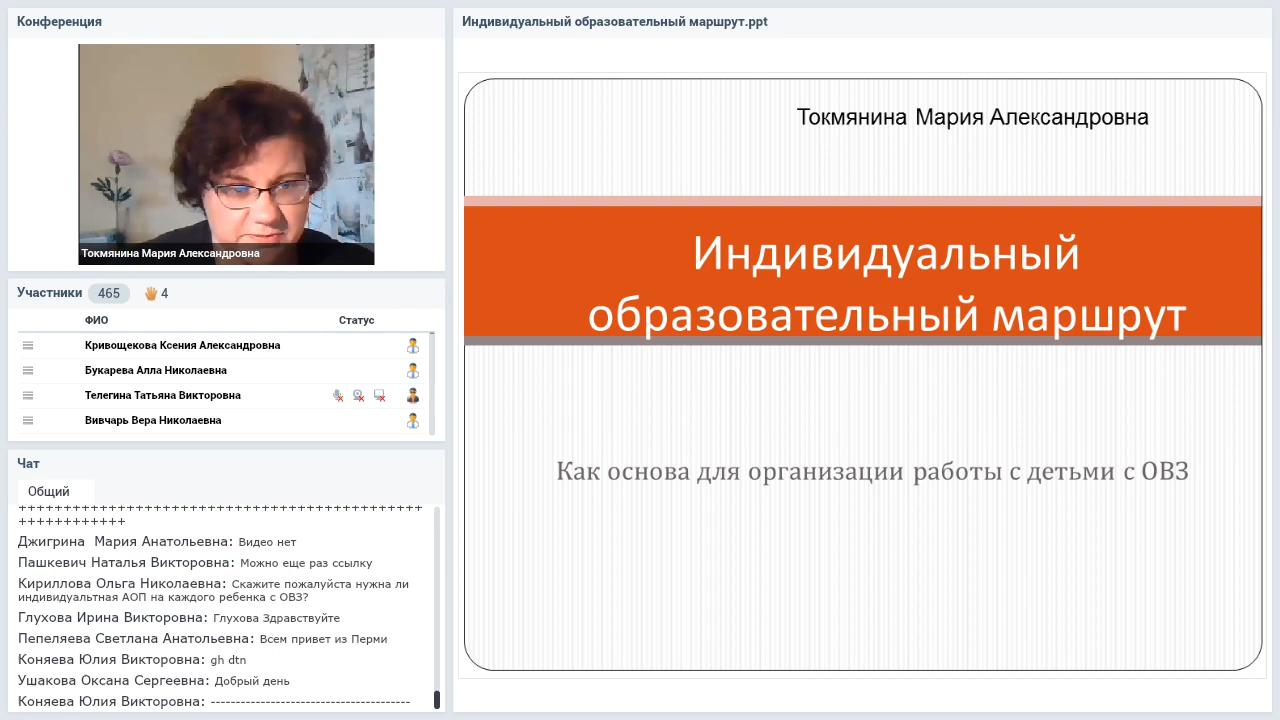 Конференция
Токмянина Мария Александровна
Участники 465 4
ФИО Статус
Кривощекова Ксения Александровна
Букарева Алла Николаевна
Телегина Татьяна Викторовна
Вивчарь Вера Николаевна
Чат
Общий
+++++++++++++++++++++++++++++++++++++++++++++
++++++++++++
Джигрина Мария Анатольевна: Видео нет
Пашкевич Наталья Викторовна: Можно еще раз ссылку
Кириллова Ольга Николаевна: Скажите пожалуйста нужна ли
индивидуальтная АОП на каждого ребенка с ОВЗ?
Глухова Ирина Викторовна: Глухова Здравствуйте
Пепеляева Светлана Анатольевна: Всем привет из Перми
Коняева Юлия Викторовна: gh dtn
Ушакова Оксана Сергеевна: Добрый день
Коняева Юлия Викторовна: ----------------------------------------
Индивидуальный образовательный маршрут.ppt
Токмянина Мария Александровна
Индивидуальный
образовательный маршрут
Как основа для организации работы с детьми с ОВЗ